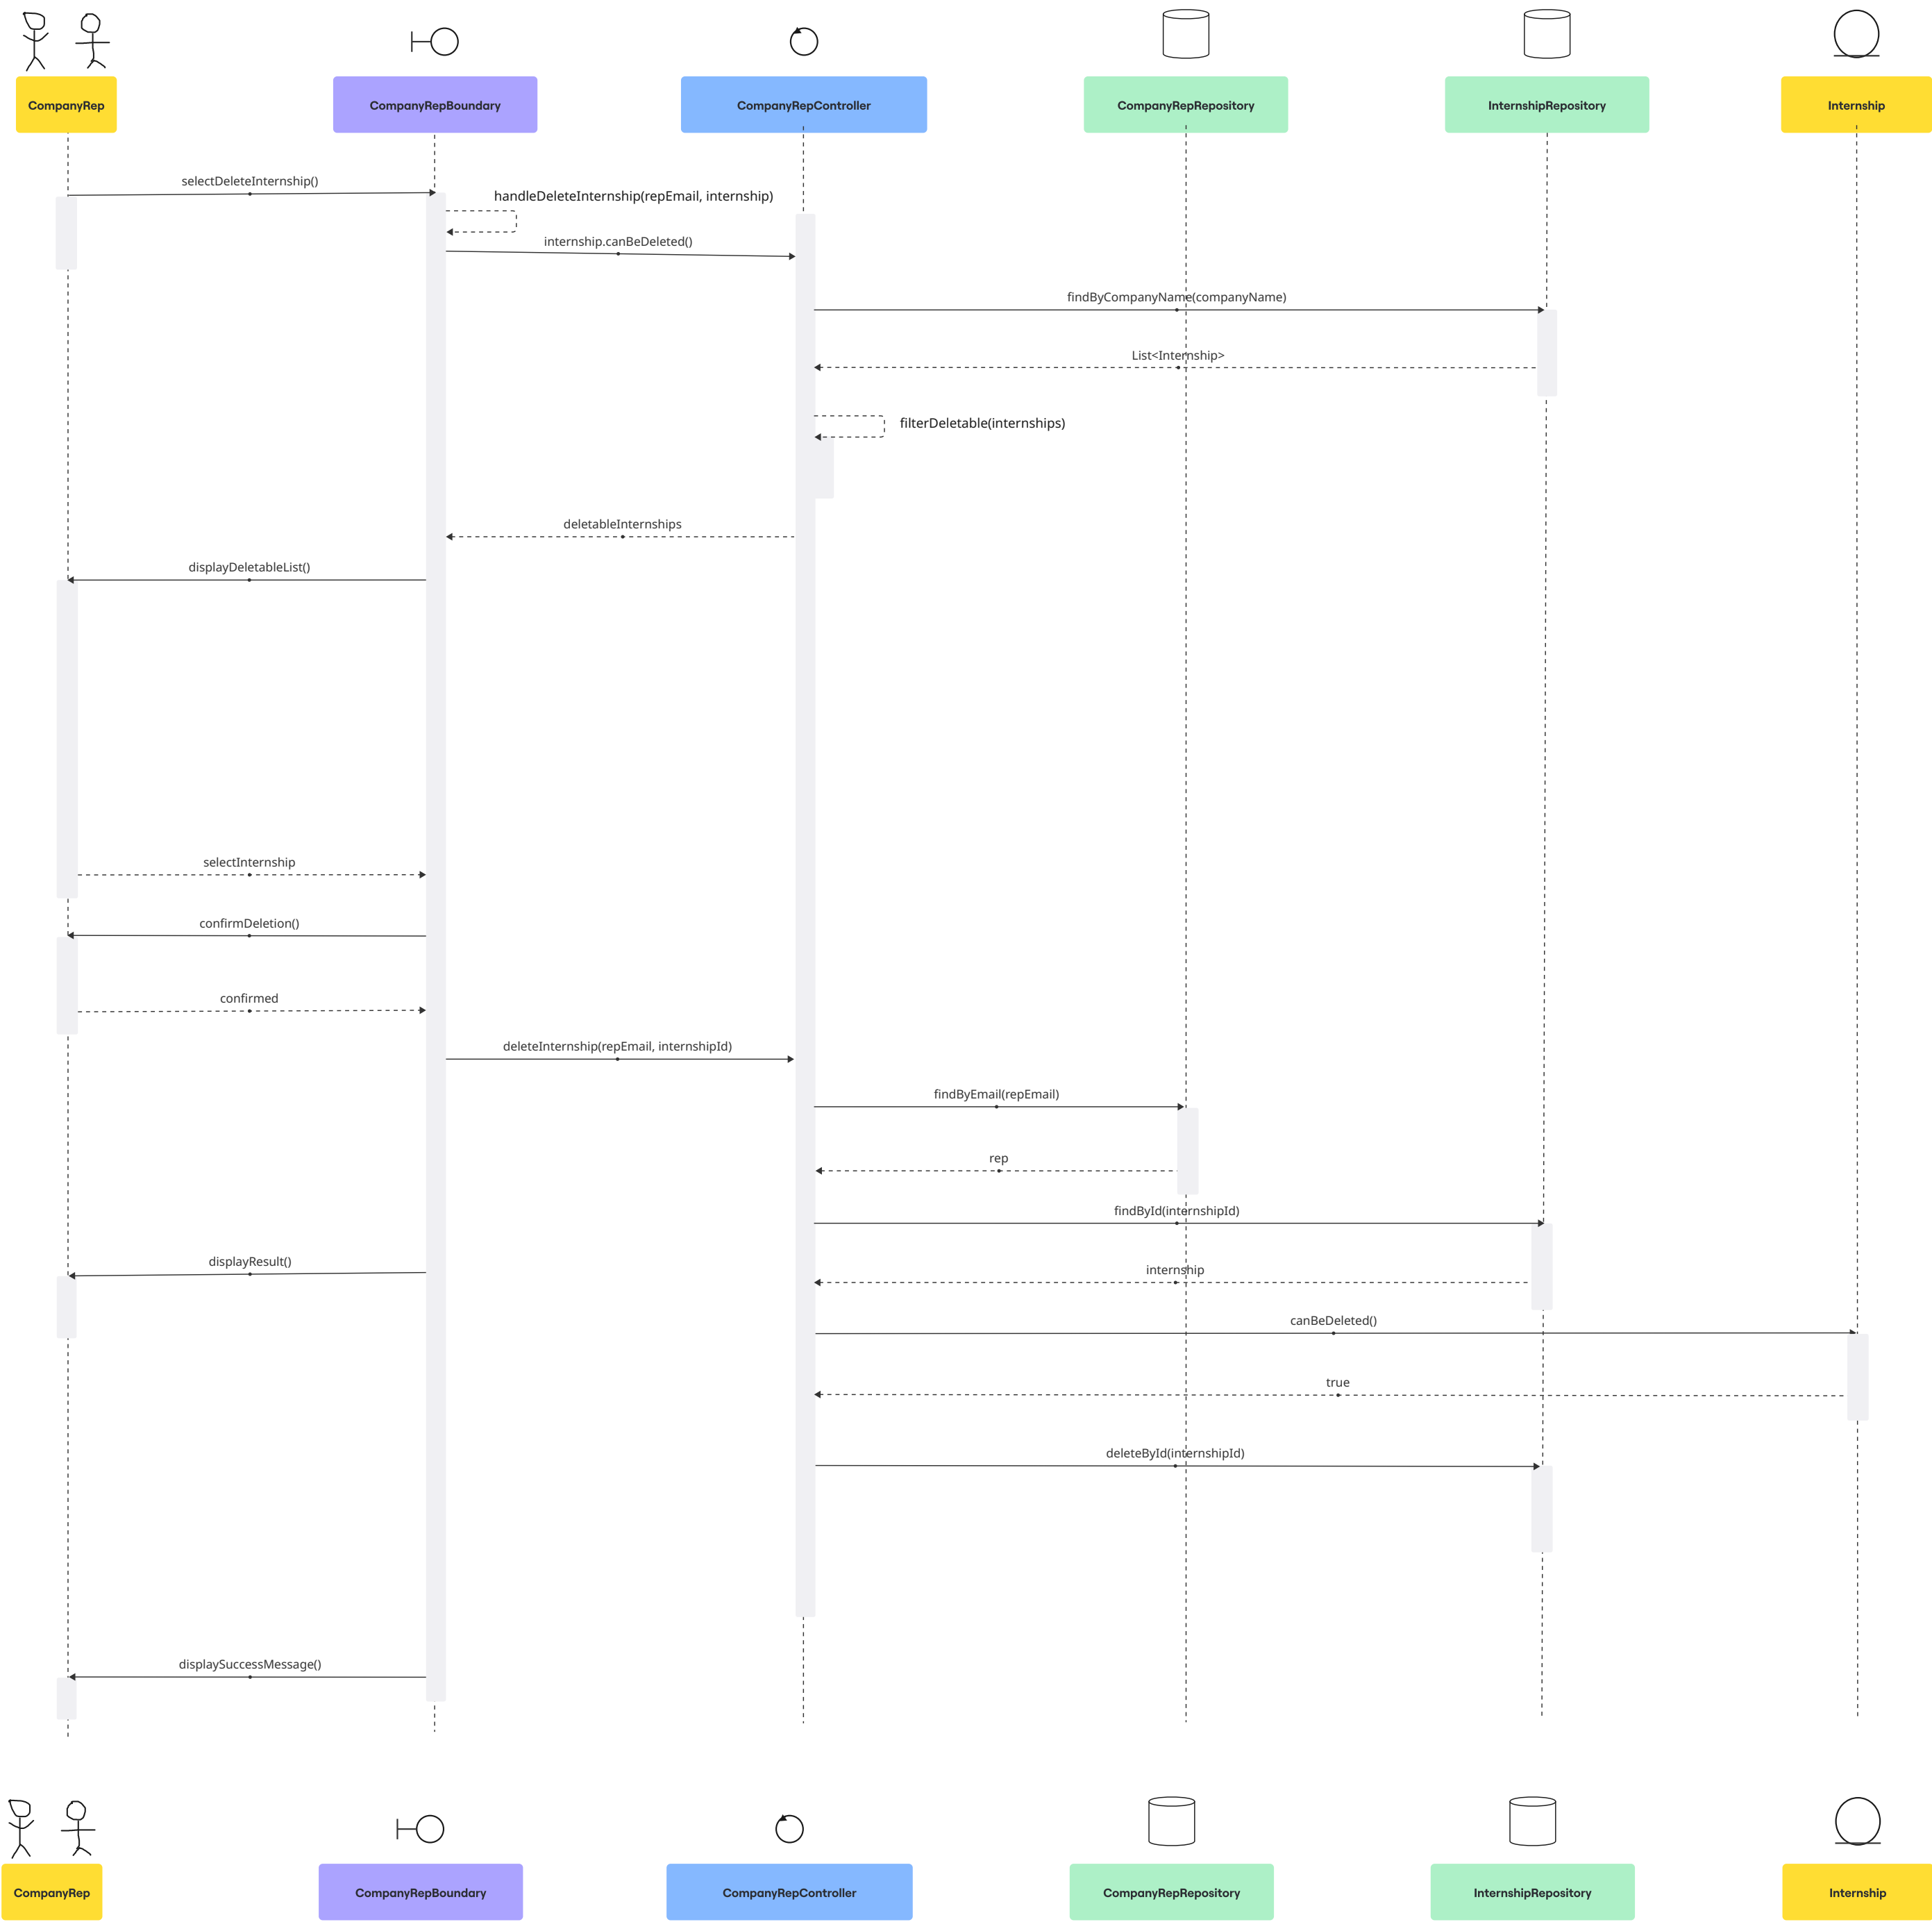 CompanyRep
CompanyRepBoundary
CompanyRepController
CompanyRepRepository
InternshipRepository
Internship
selectDeleteInternship()
handleDeleteInternship(repEmail, internship)
internship.canBeDeleted()
findByCompanyName(companyName)
List<Internship>
filterDeletable(internships)
deletableInternships
displayDeletableList()
selectInternship
confirmDeletion()
confirmed
deleteInternship(repEmail, internshipId)
findByEmail(repEmail)
rep
findById(internshipId)
displayResult()
internship
canBeDeleted()
true
deleteById(internshipId)
displaySuccessMessage()
CompanyRep
CompanyRepBoundary
CompanyRepController
CompanyRepRepository
InternshipRepository
Internship